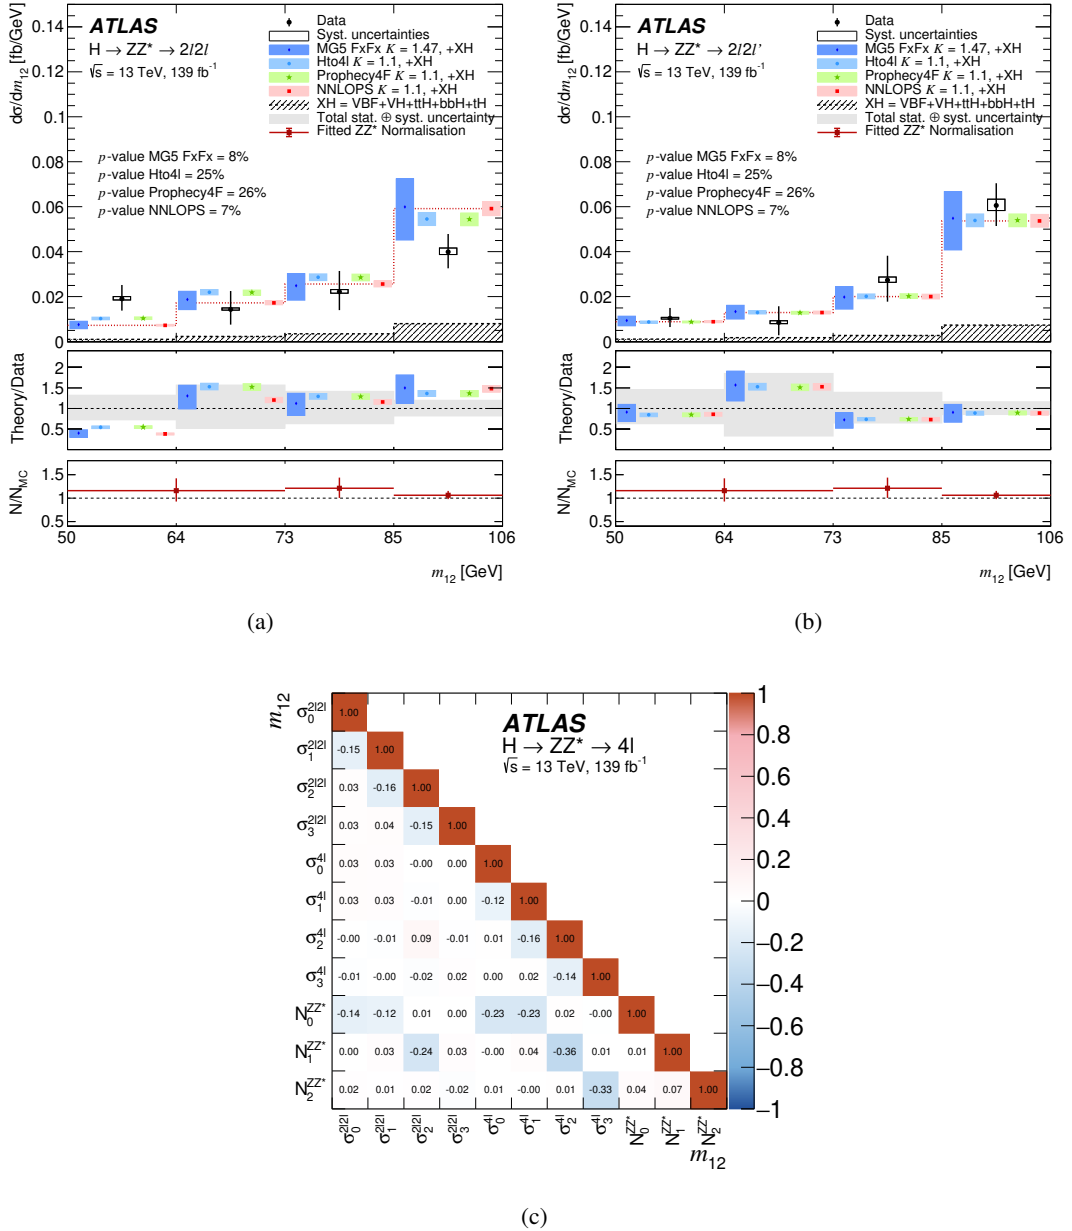 ATLAS
H → ZZ* → 2l2l
√s = 13 TeV, 139 fb⁻¹
Data
Syst. uncertainties
MG5 FxFx K = 1.47, +XH
Hto4l K = 1.1, +XH
Prophecy4F K = 1.1, +XH
NNLOPS K = 1.1, +XH
XH = VBF+VH+ttH+bbH+tH
Total stat. ⊕ syst. uncertainty
Fitted ZZ* Normalisation
p-value MG5 FxFx = 8%
p-value Hto4l = 25%
p-value Prophecy4F = 26%
p-value NNLOPS = 7%
dσ/dm₁₂ [fb/GeV]
0.14
0.12
0.1
0.08
0.06
0.04
0.02
0
Theory/Data
2
1.5
1
0.5
N/N_MC
1.5
1
0.5
50 64 73 85 106
m₁₂ [GeV]
(a)
ATLAS
H → ZZ* → 2l2l'
√s = 13 TeV, 139 fb⁻¹
Data
Syst. uncertainties
MG5 FxFx K = 1.47, +XH
Hto4l K = 1.1, +XH
Prophecy4F K = 1.1, +XH
NNLOPS K = 1.1, +XH
XH = VBF+VH+ttH+bbH+tH
Total stat. ⊕ syst. uncertainty
Fitted ZZ* Normalisation
p-value MG5 FxFx = 8%
p-value Hto4l = 25%
p-value Prophecy4F = 26%
p-value NNLOPS = 7%
dσ/dm₁₂ [fb/GeV]
0.14
0.12
0.1
0.08
0.06
0.04
0.02
0
Theory/Data
2
1.5
1
0.5
N/N_MC
1.5
1
0.5
50 64 73 85 106
m₁₂ [GeV]
(b)
m₁₂
ATLAS
H → ZZ* → 4l
√s = 13 TeV, 139 fb⁻¹
σ₀^2l2l 1.00
σ₁^2l2l -0.15 1.00
σ₂^2l2l 0.03 -0.16 1.00
σ₃^2l2l 0.03 0.04 -0.15 1.00
σ₀^4l 0.03 0.03 -0.00 0.00 1.00
σ₁^4l 0.03 0.03 -0.01 0.00 -0.12 1.00
σ₂^4l -0.00 -0.01 0.09 -0.01 0.01 -0.16 1.00
σ₃^4l -0.01 -0.00 -0.02 0.02 0.00 0.02 -0.14 1.00
N₀^ZZ* -0.14 -0.12 0.01 0.00 -0.23 -0.23 0.02 -0.00 1.00
N₁^ZZ* 0.00 0.03 -0.24 0.03 -0.00 0.04 -0.36 0.01 0.01 1.00
N₂^ZZ* 0.02 0.01 0.02 -0.02 0.01 -0.00 0.01 -0.33 0.04 0.07 1.00
σ₀^2l2l σ₁^2l2l σ₂^2l2l σ₃^2l2l σ₀^4l σ₁^4l σ₂^4l σ₃^4l N₀^ZZ* N₁^ZZ* N₂^ZZ*
m₁₂
1
0.8
0.6
0.4
0.2
0
−0.2
−0.4
−0.6
−0.8
−1
(c)